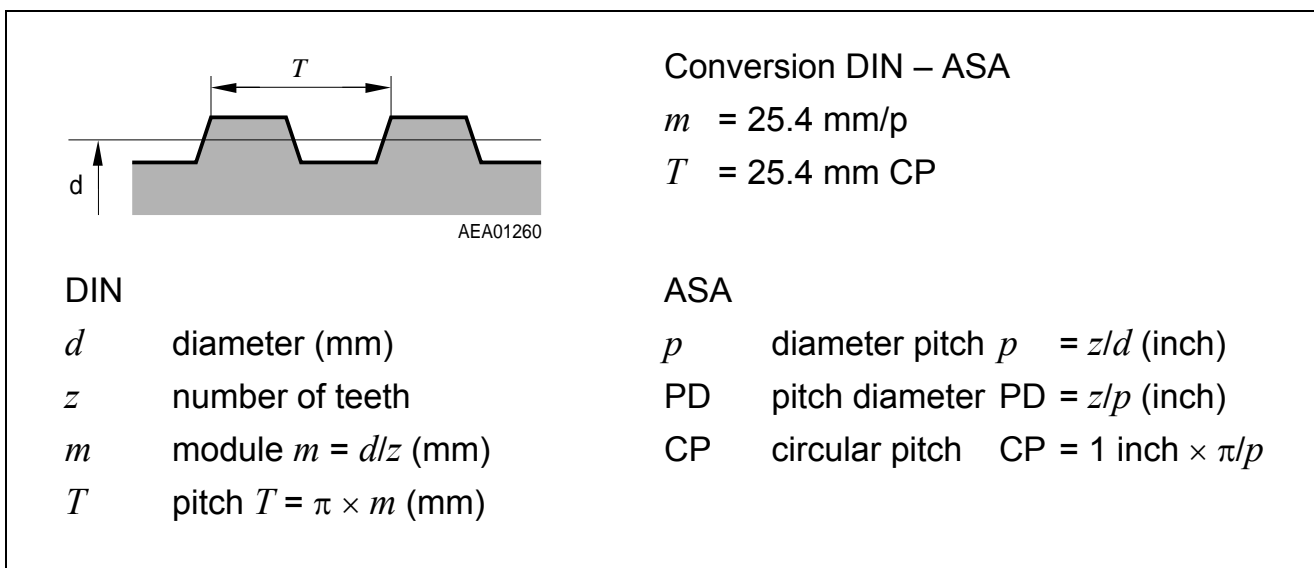 T
d
AEA01260
Conversion DIN – ASA
m = 25.4 mm/p
T = 25.4 mm CP
DIN
d diameter (mm)
z number of teeth
m module m = d/z (mm)
T pitch T = π × m (mm)
ASA
p diameter pitch p = z/d (inch)
PD pitch diameter PD = z/p (inch)
CP circular pitch CP = 1 inch × π/p